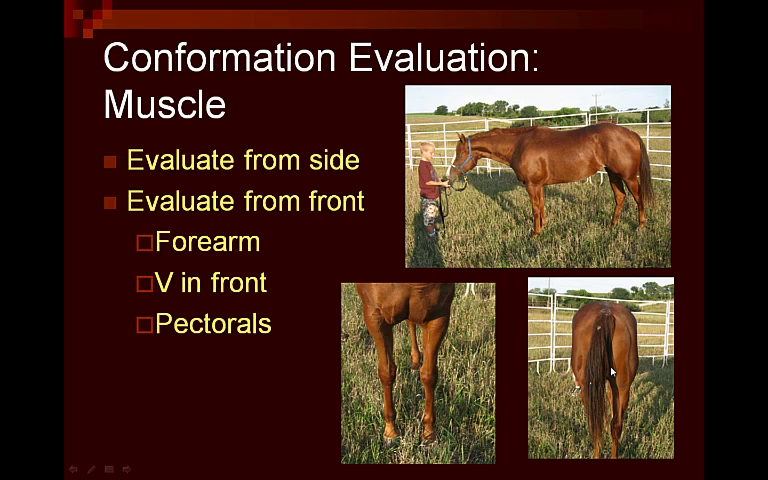 Conformation Evaluation:
Muscle
Evaluate from side
Evaluate from front
Forearm
V in front
Pectorals